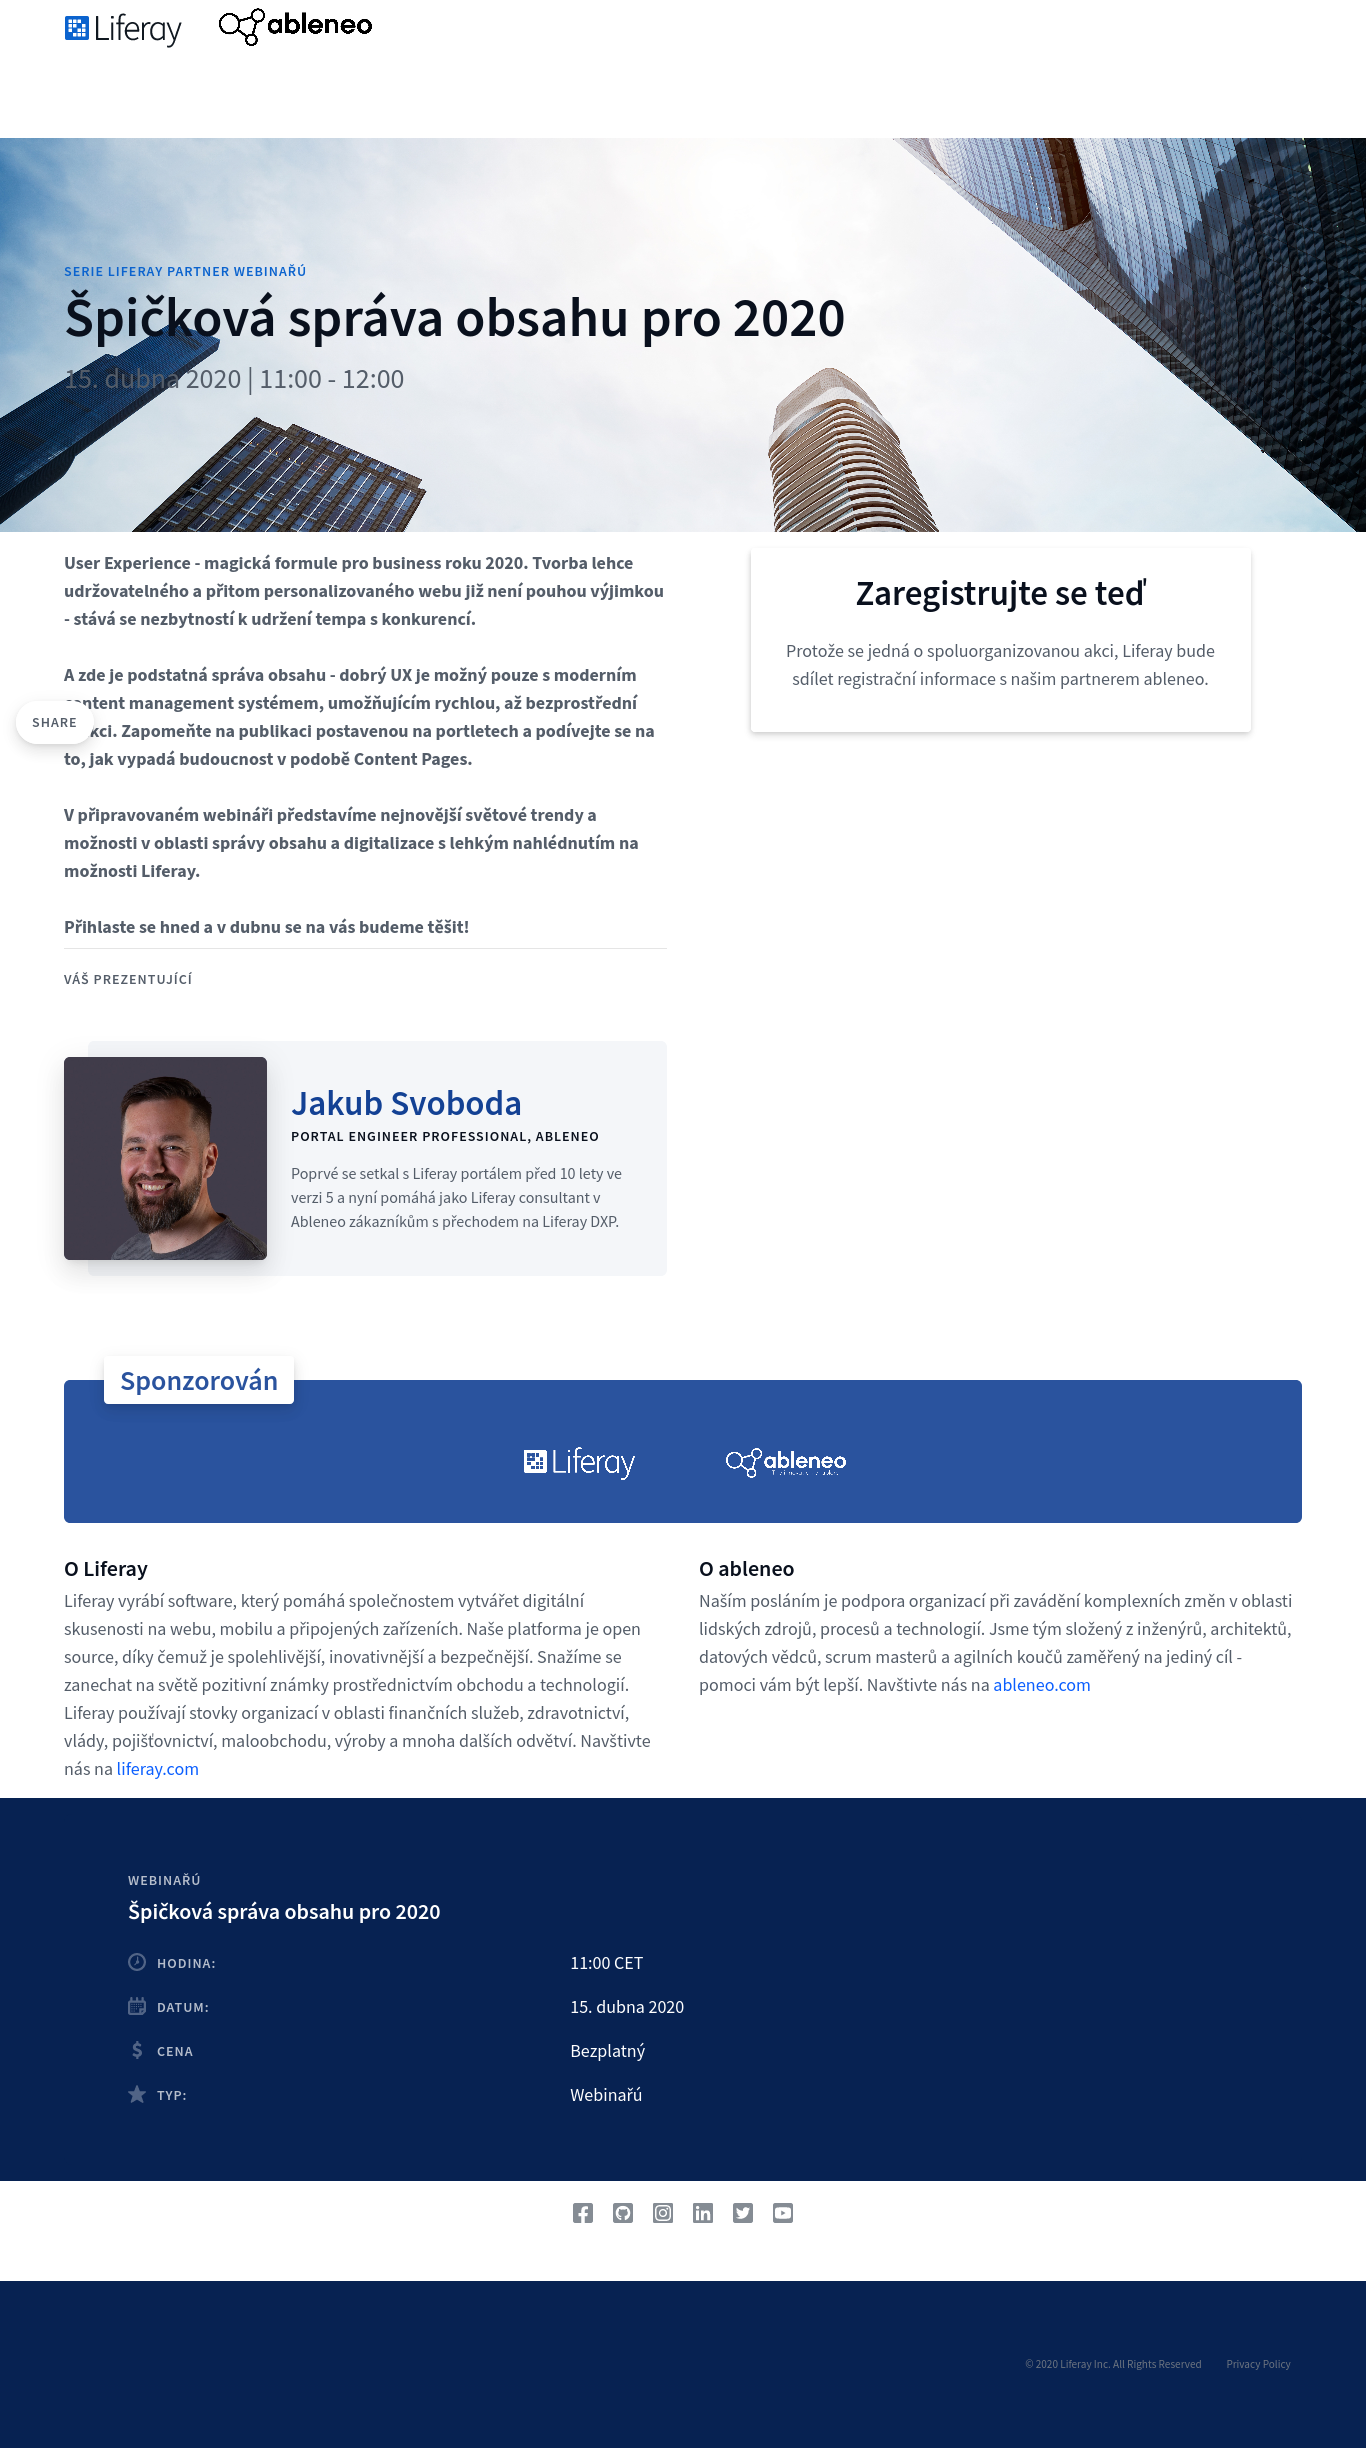 Liferay
ableneo
SERIE LIFERAY PARTNER WEBINAŘÚ
Špičková správa obsahu pro 2020
15. dubna 2020 | 11:00 - 12:00
User Experience - magická formule pro business roku 2020. Tvorba lehce
udržovatelného a přitom personalizovaného webu již není pouhou výjimkou
- stává se nezbytností k udržení tempa s konkurencí.
A zde je podstatná správa obsahu - dobrý UX je možný pouze s moderním
content management systémem, umožňujícím rychlou, až bezprostřední
SHARE
Zapomeňte na publikaci postavenou na portletech a podívejte se na
to, jak vypadá budoucnost v podobě Content Pages.
V připravovaném webináři představíme nejnovější světové trendy a
možnosti v oblasti správy obsahu a digitalizace s lehkým nahlédnutím na
možnosti Liferay.
Přihlaste se hned a v dubnu se na vás budeme těšit!
Zaregistrujte se teď
Protože se jedná o spoluorganizovanou akci, Liferay bude
sdílet registrační informace s našim partnerem ableneo.
VÁŠ PREZENTUJÍCÍ
Jakub Svoboda
PORTAL ENGINEER PROFESSIONAL, ABLENEO
Poprvé se setkal s Liferay portálem před 10 lety ve
verzi 5 a nyní pomáhá jako Liferay consultant v
Ableneo zákazníkům s přechodem na Liferay DXP.
Sponzorován
Liferay
ableneo
O Liferay
Liferay vyrábí software, který pomáhá společnostem vytvářet digitální
skusenosti na webu, mobilu a připojených zařízeních. Naše platforma je open
source, díky čemuž je spolehlivější, inovativnější a bezpečnější. Snažíme se
zanechat na světě pozitivní známky prostřednictvím obchodu a technologií.
Liferay používají stovky organizací v oblasti finančních služeb, zdravotnictví,
vlády, pojišťovnictví, maloobchodu, výroby a mnoha dalších odvětví. Navštivte
nás na liferay.com
O ableneo
Naším posláním je podpora organizací při zavádění komplexních změn v oblasti
lidských zdrojů, procesů a technologií. Jsme tým složený z inženýrů, architektů,
datových vědců, scrum masterů a agilních koučů zaměřený na jediný cíl -
pomoci vám být lepší. Navštivte nás na ableneo.com
WEBINAŘÚ
Špičková správa obsahu pro 2020
HODINA: 11:00 CET
DATUM: 15. dubna 2020
CENA Bezplatný
TYP: Webinařú
© 2020 Liferay Inc. All Rights Reserved Privacy Policy